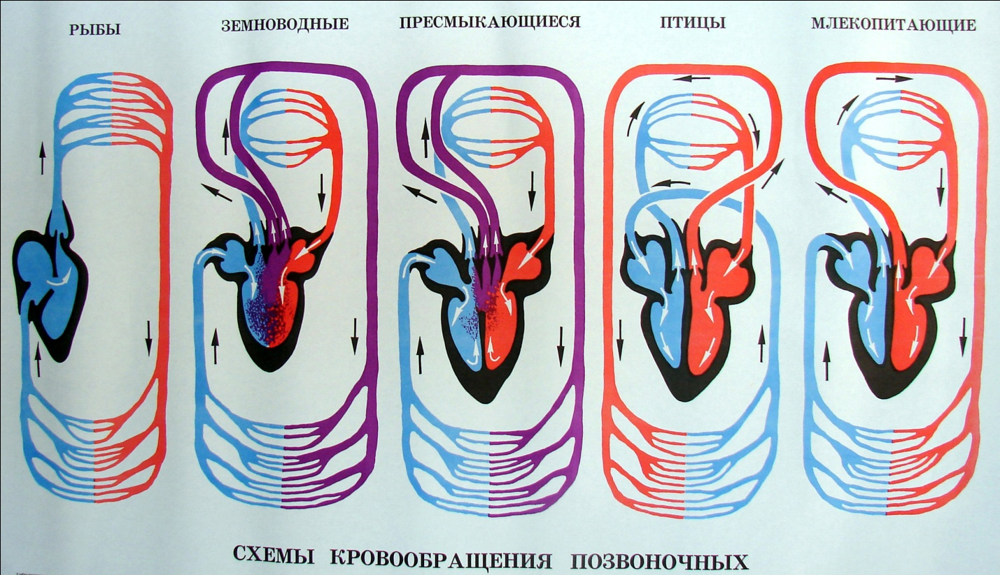 РЫБЫ
ЗЕМНОВОДНЫЕ
ПРЕСМЫКАЮЩИЕСЯ
ПТИЦЫ
МЛЕКОПИТАЮЩИЕ
СХЕМЫ КРОВООБРАЩЕНИЯ ПОЗВОНОЧНЫХ